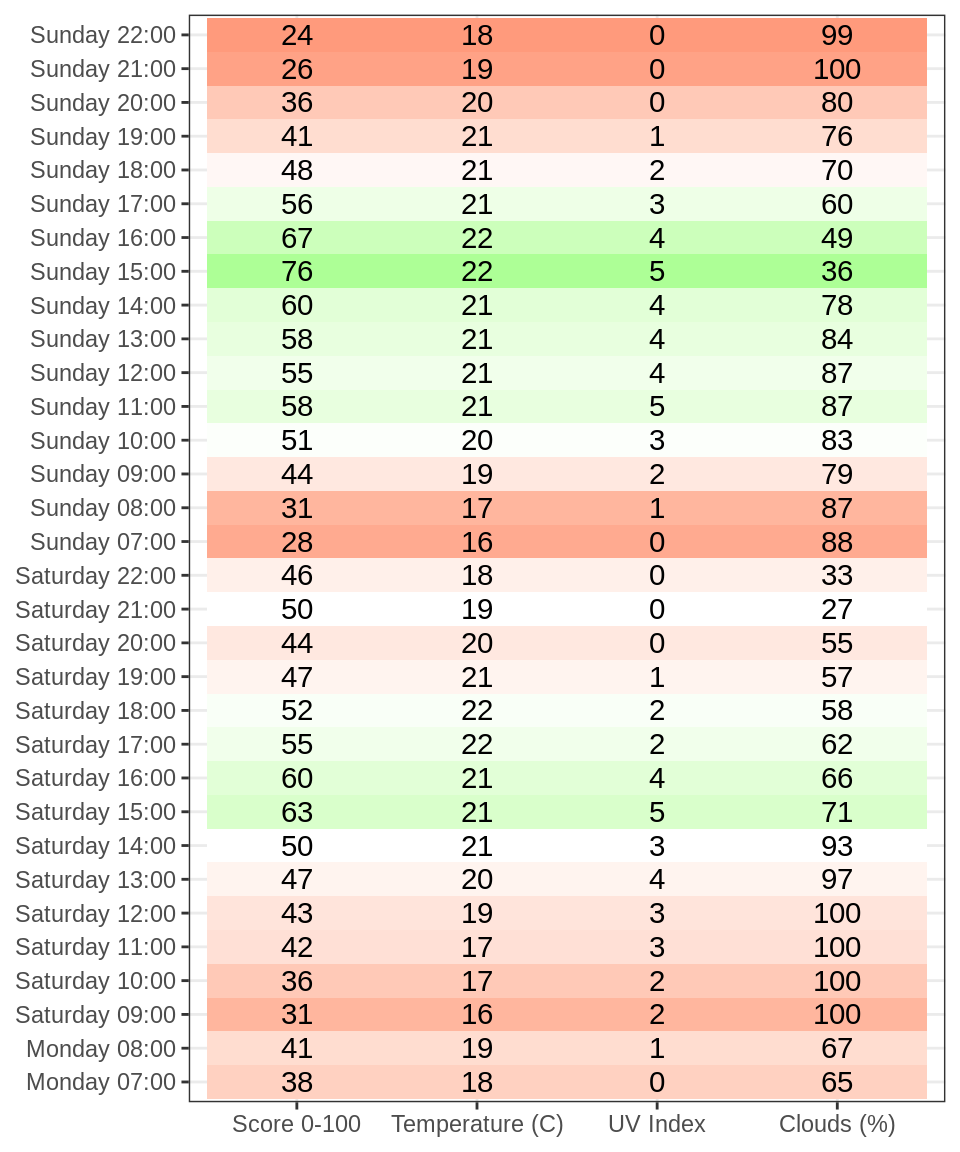 Sunday 22:00 24 18 0 99
Sunday 21:00 26 19 0 100
Sunday 20:00 36 20 0 80
Sunday 19:00 41 21 1 76
Sunday 18:00 48 21 2 70
Sunday 17:00 56 21 3 60
Sunday 16:00 67 22 4 49
Sunday 15:00 76 22 5 36
Sunday 14:00 60 21 4 78
Sunday 13:00 58 21 4 84
Sunday 12:00 55 21 4 87
Sunday 11:00 58 21 5 87
Sunday 10:00 51 20 3 83
Sunday 09:00 44 19 2 79
Sunday 08:00 31 17 1 87
Sunday 07:00 28 16 0 88
Saturday 22:00 46 18 0 33
Saturday 21:00 50 19 0 27
Saturday 20:00 44 20 0 55
Saturday 19:00 47 21 1 57
Saturday 18:00 52 22 2 58
Saturday 17:00 55 22 2 62
Saturday 16:00 60 21 4 66
Saturday 15:00 63 21 5 71
Saturday 14:00 50 21 3 93
Saturday 13:00 47 20 4 97
Saturday 12:00 43 19 3 100
Saturday 11:00 42 17 3 100
Saturday 10:00 36 17 2 100
Saturday 09:00 31 16 2 100
Monday 08:00 41 19 1 67
Monday 07:00 38 18 0 65
Score 0-100 Temperature (C) UV Index Clouds (%)